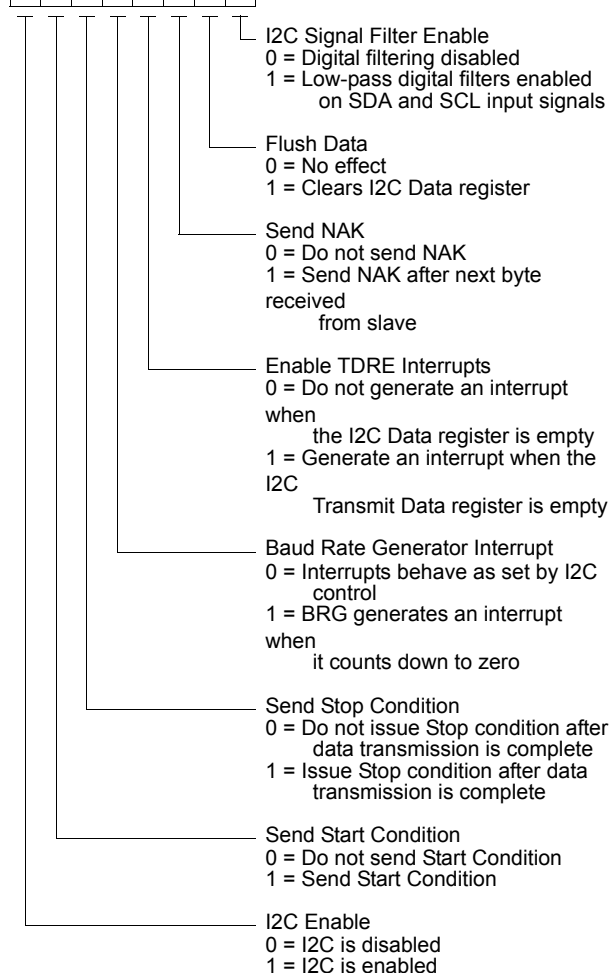 I2C Signal Filter Enable
0 = Digital filtering disabled
1 = Low-pass digital filters enabled
on SDA and SCL input signals
Flush Data
0 = No effect
1 = Clears I2C Data register
Send NAK
0 = Do not send NAK
1 = Send NAK after next byte
received
from slave
Enable TDRE Interrupts
0 = Do not generate an interrupt
when
the I2C Data register is empty
1 = Generate an interrupt when the
I2C
Transmit Data register is empty
Baud Rate Generator Interrupt
0 = Interrupts behave as set by I2C
control
1 = BRG generates an interrupt
when
it counts down to zero
Send Stop Condition
0 = Do not issue Stop condition after
data transmission is complete
1 = Issue Stop condition after data
transmission is complete
Send Start Condition
0 = Do not send Start Condition
1 = Send Start Condition
I2C Enable
0 = I2C is disabled
1 = I2C is enabled